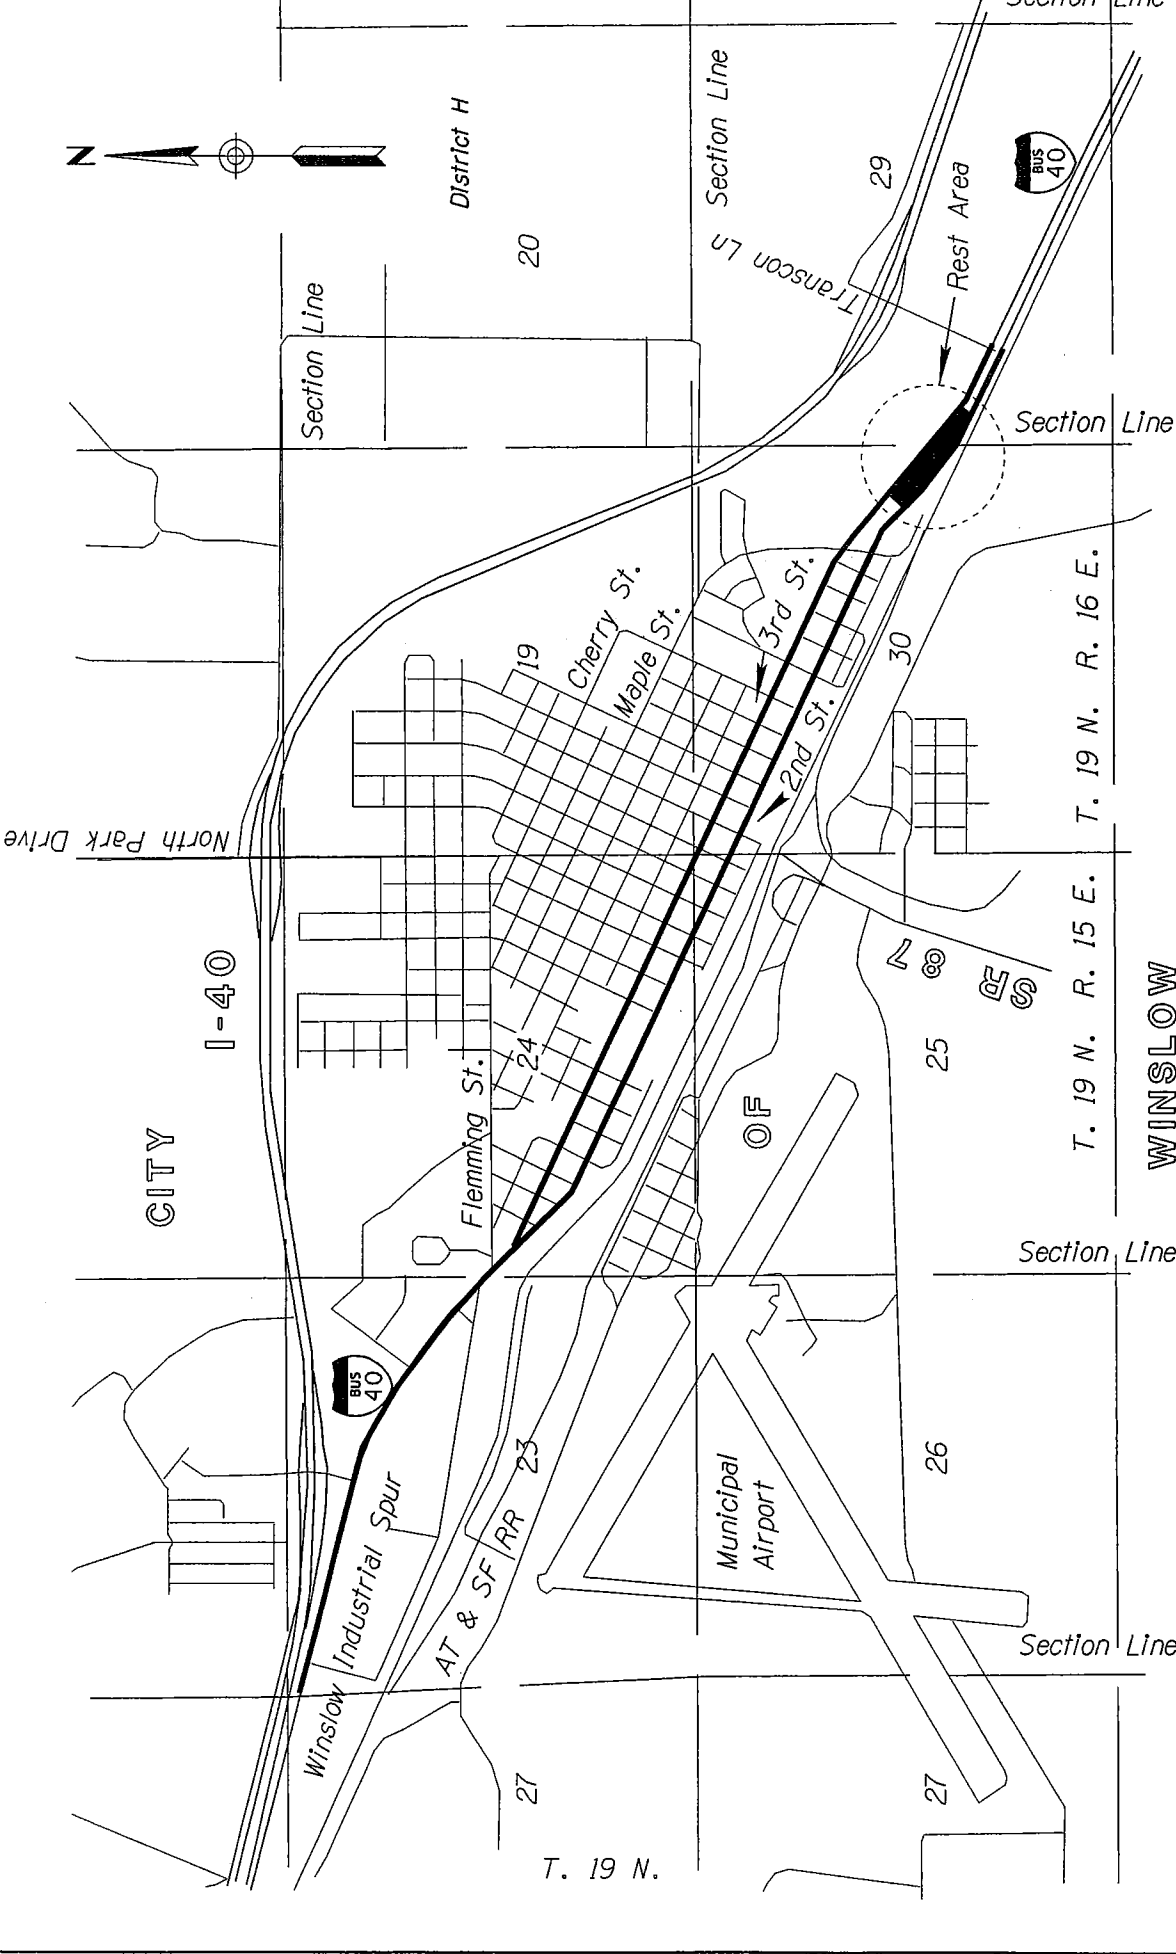 Section Line
N
District H
Section Line
29
BUS
40
Rest Area
Transcon Ln
20
Section Line
Section Line
3rd St.
Cherry St.
Maple St.
19
30
2nd St.
T. 19 N. R. 16 E.
North Park Drive
I-40
SR 87
T. 19 N. R. 15 E.
25
24
Flemming St.
CITY
OF
WINSLOW
Section Line
BUS
40
23
26
Municipal
Airport
Winslow Industrial Spur
AT & SF RR
Section Line
27
27
T. 19 N.